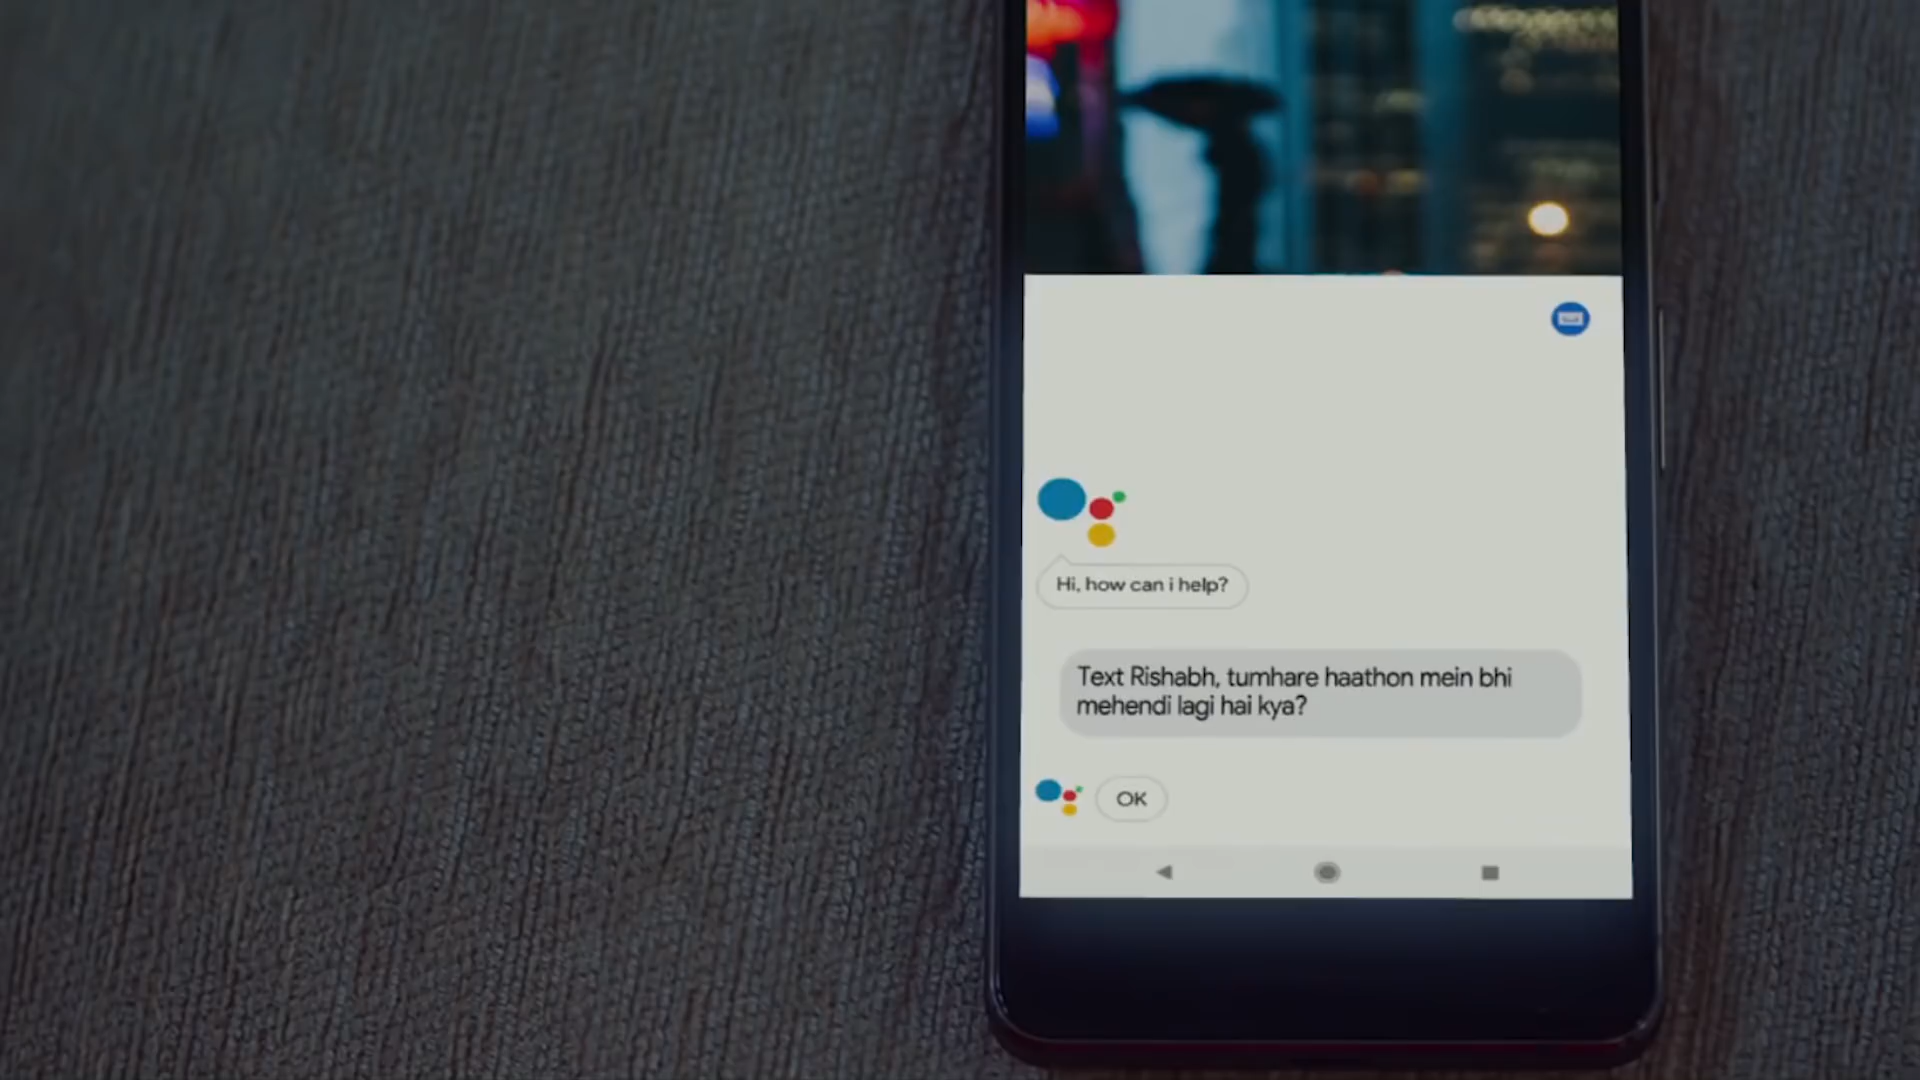 Hi, how can i help?
Text Rishabh, tumhare haathon mein bhi
mehendi lagi hai kya?
OK